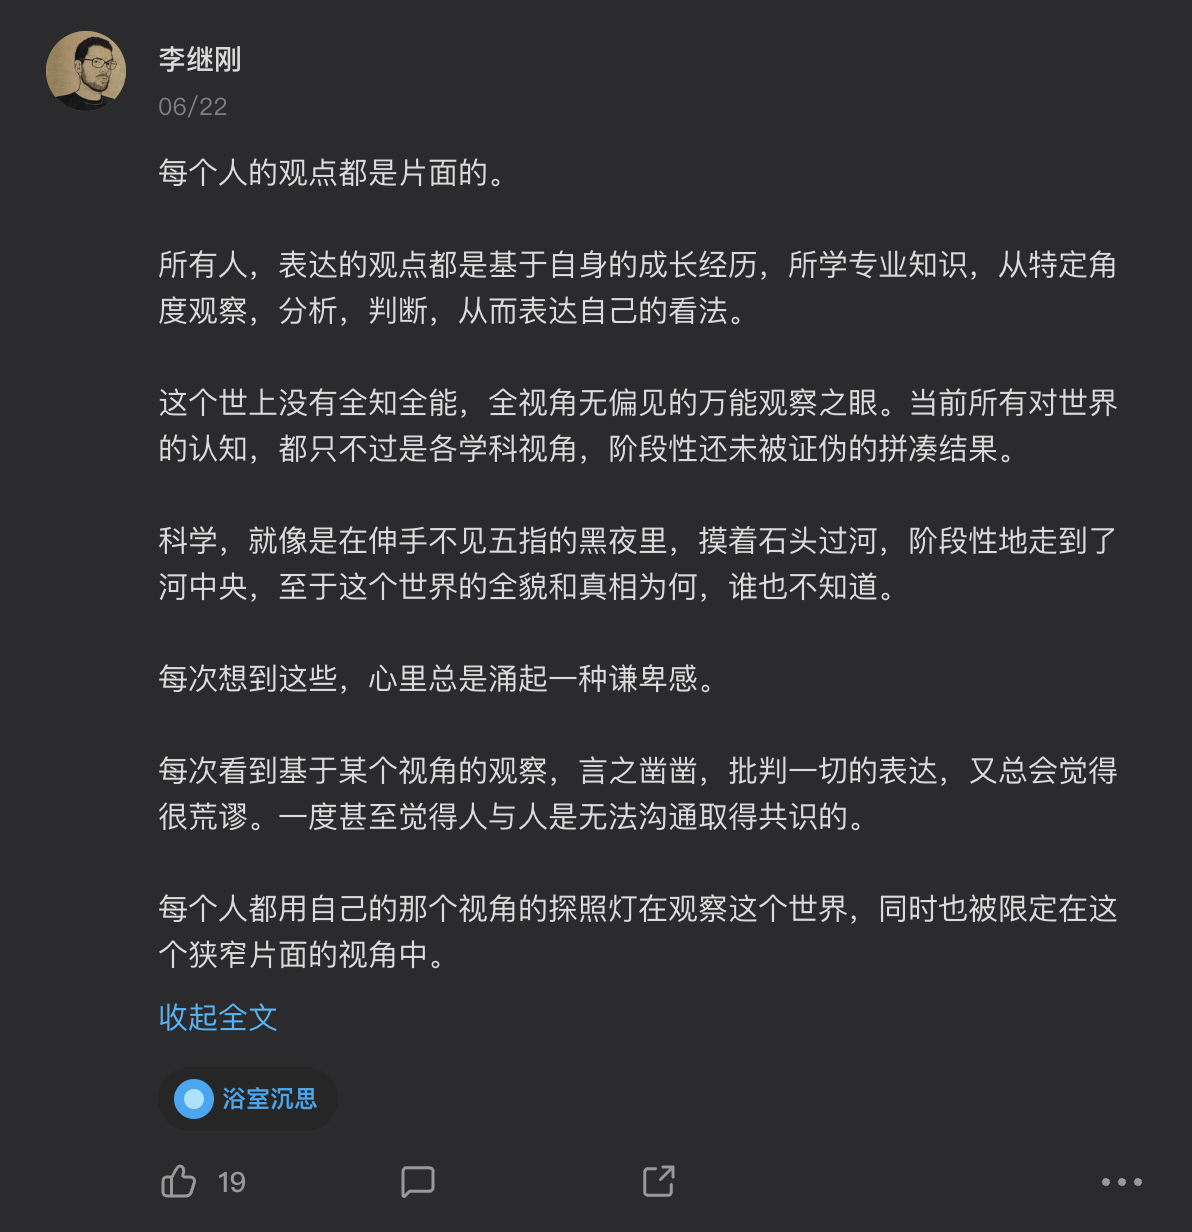 李继刚
06/22
每个人的观点都是片面的。
所有人，表达的观点都是基于自身的成长经历，所学专业知识，从特定角
度观察，分析，判断，从而表达自己的看法。
这个世上没有全知全能，全视角无偏见的万能观察之眼。当前所有对世界
的认知，都只不过是各学科视角，阶段性还未被证伪的拼凑结果。
科学，就像是在伸手不见五指的黑夜里，摸着石头过河，阶段性地走到了
河中央，至于这个世界的全貌和真相为何，谁也不知道。
每次想到这些，心里总是涌起一种谦卑感。
每次看到基于某个视角的观察，言之凿凿，批判一切的表达，又总会觉得
很荒谬。一度甚至觉得人与人是无法沟通取得共识的。
每个人都用自己的那个视角的探照灯在观察这个世界，同时也被限定在这
个狭窄片面的视角中。
收起全文
浴室沉思
19